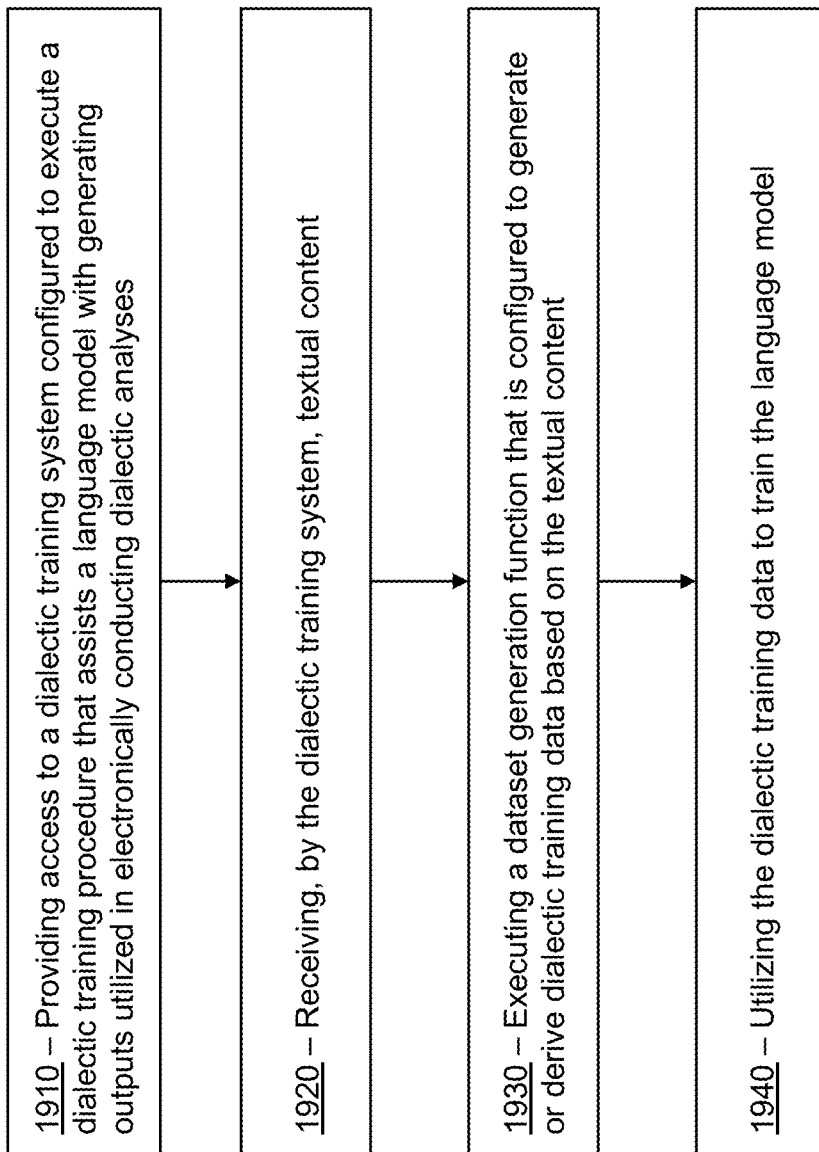 1910 – Providing access to a dialectic training system configured to execute a
dialectic training procedure that assists a language model with generating
outputs utilized in electronically conducting dialectic analyses
1920 – Receiving, by the dialectic training system, textual content
1930 – Executing a dataset generation function that is configured to generate
or derive dialectic training data based on the textual content
1940 – Utilizing the dialectic training data to train the language model